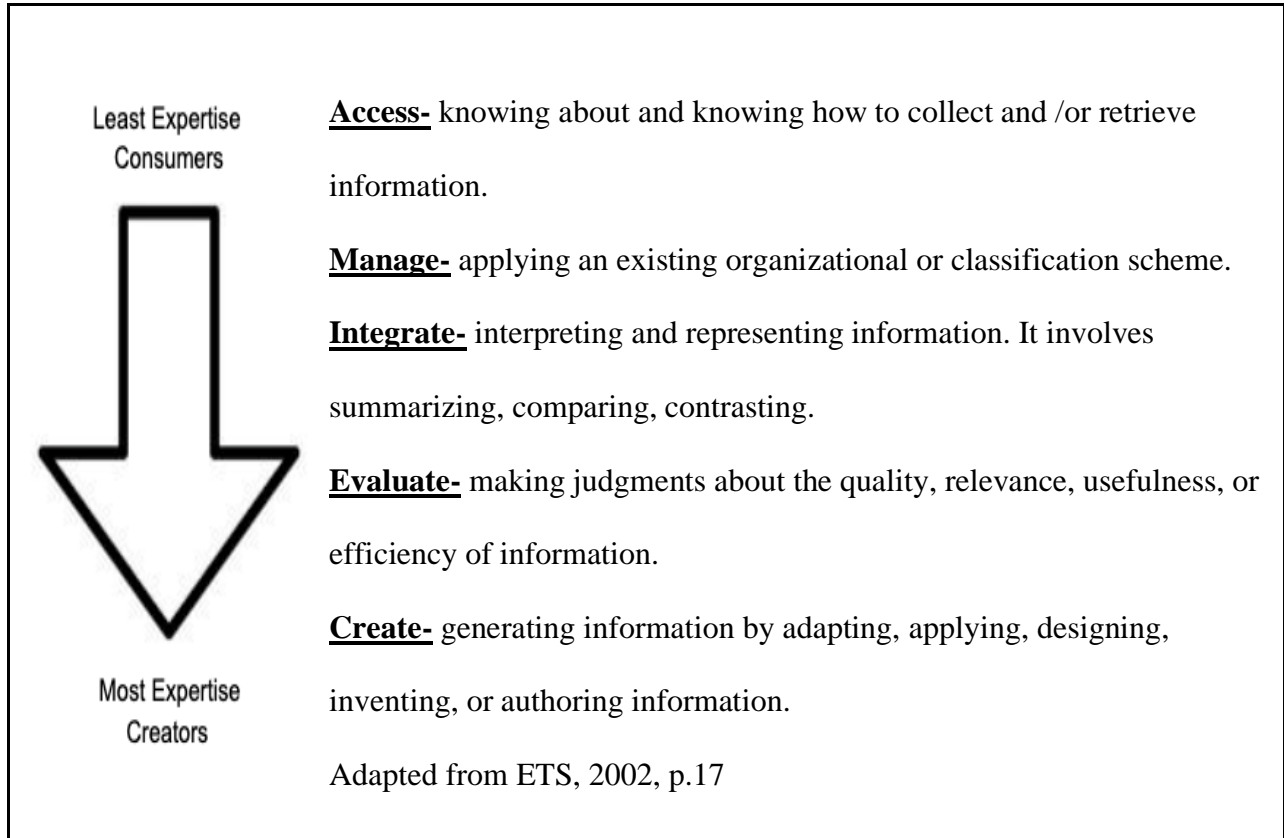 Least Expertise
Consumers
Access- knowing about and knowing how to collect and /or retrieve
information.
Manage- applying an existing organizational or classification scheme.
Integrate- interpreting and representing information. It involves
summarizing, comparing, contrasting.
Evaluate- making judgments about the quality, relevance, usefulness, or
efficiency of information.
Create- generating information by adapting, applying, designing,
inventing, or authoring information.
Most Expertise
Creators
Adapted from ETS, 2002, p.17